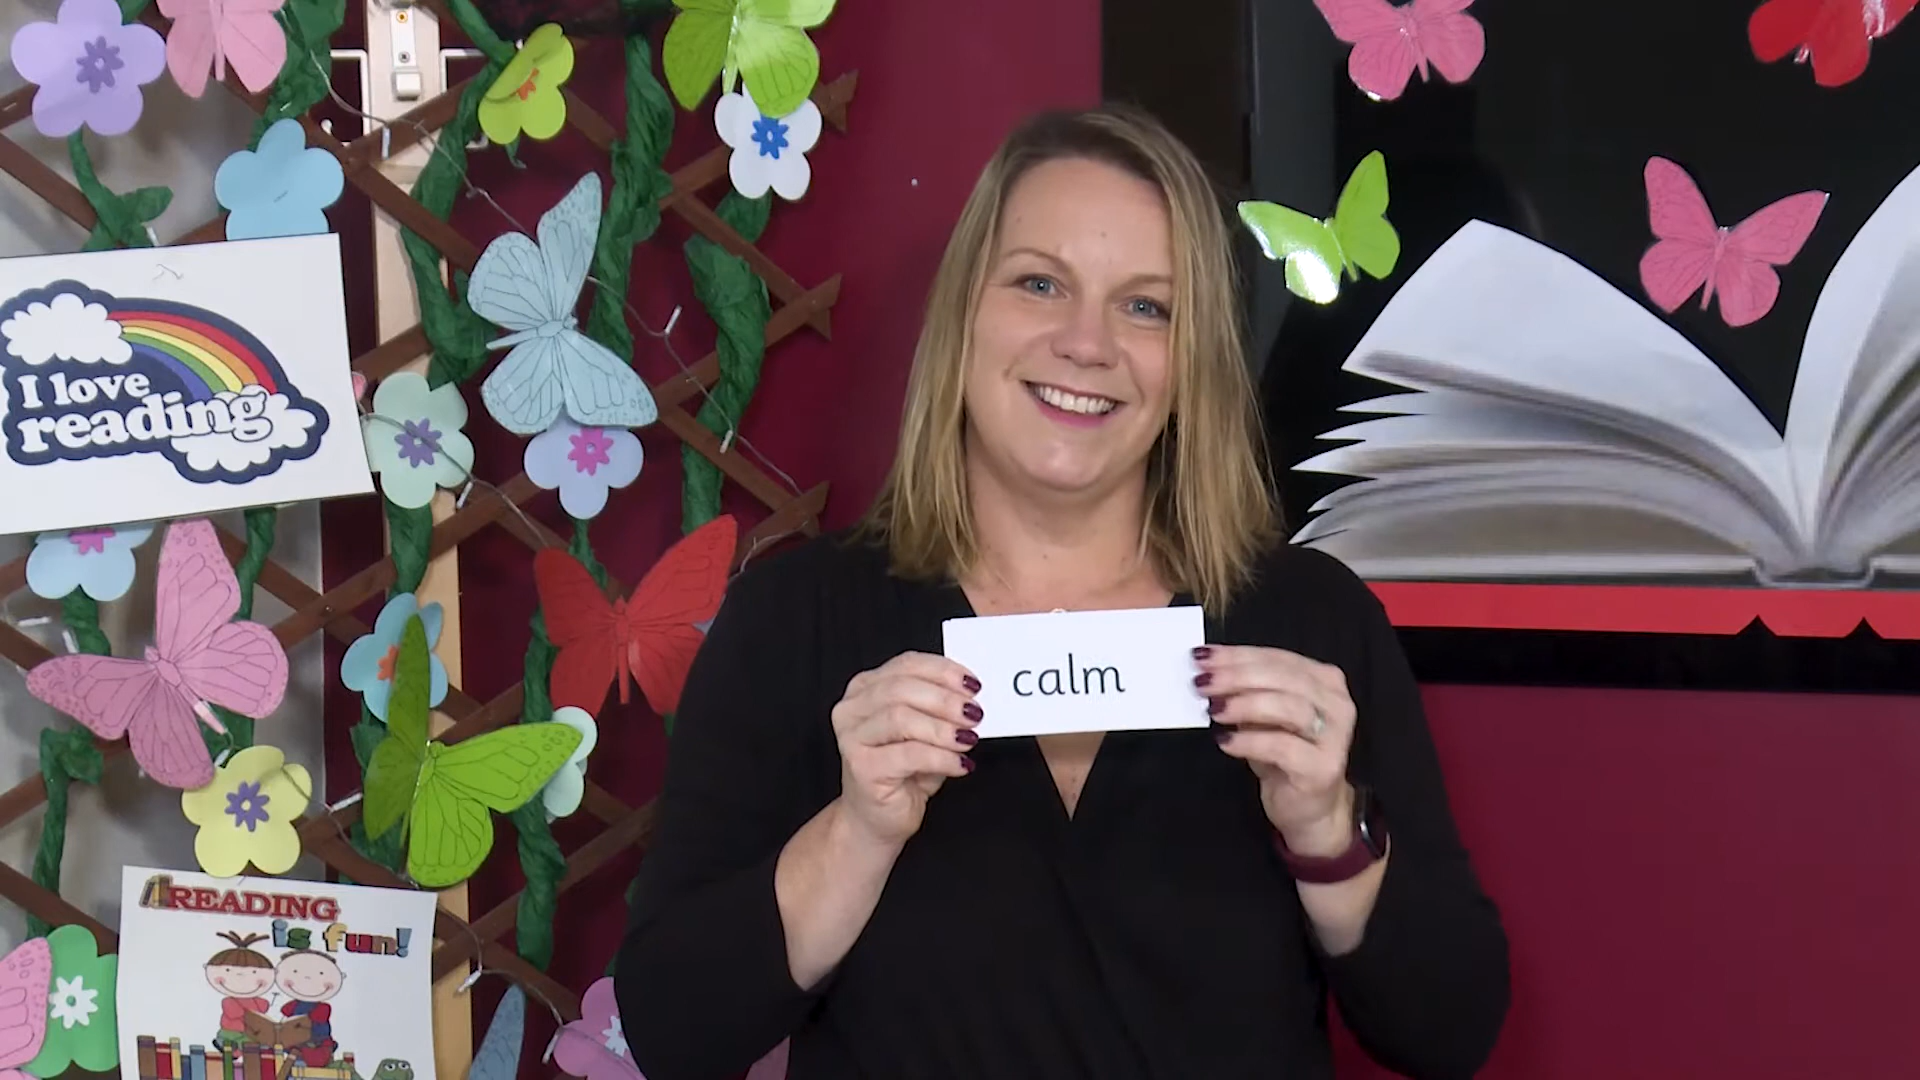 I love
reading
calm
READING
is fun!